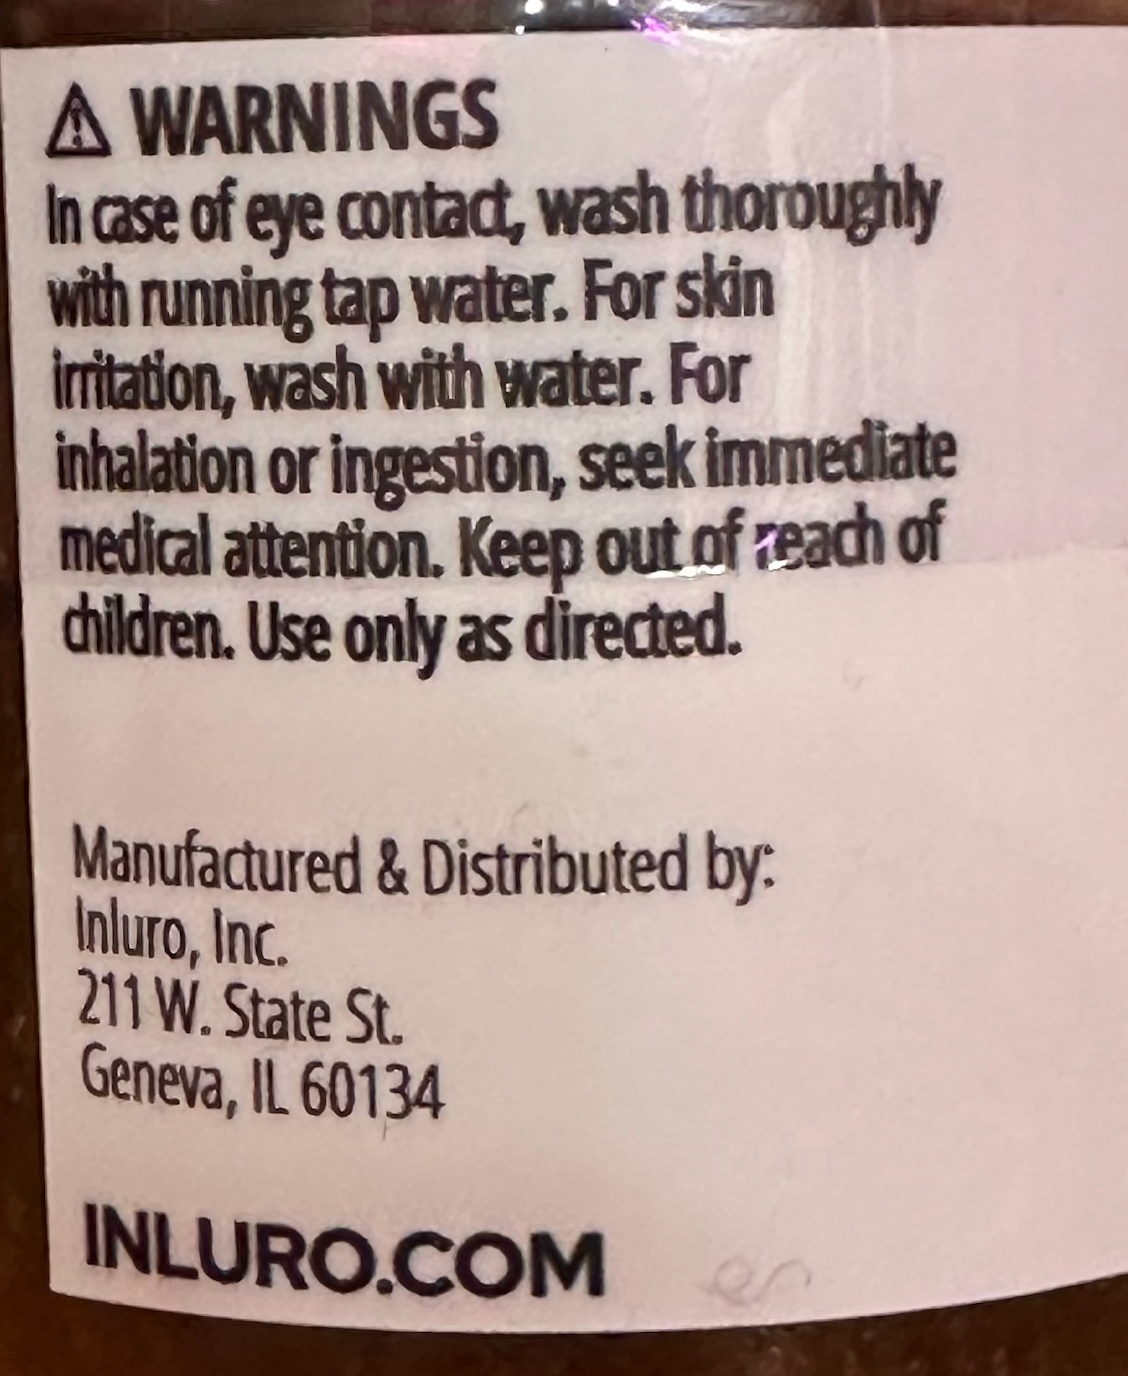 ⚠ WARNINGS
In case of eye contact, wash thoroughly
with running tap water. For skin
irritation, wash with water. For
inhalation or ingestion, seek immediate
medical attention. Keep out of reach of
children. Use only as directed.
Manufactured & Distributed by:
Inluro, Inc.
211 W. State St.
Geneva, IL 60134
INLURO.COM